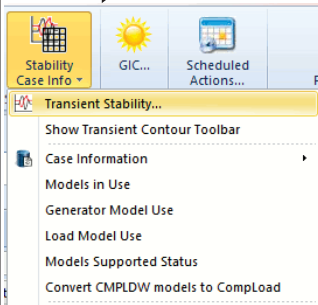 Stability
Case Info
GIC...
Scheduled
Actions...
Transient Stability...
Show Transient Contour Toolbar
Case Information
Models in Use
Generator Model Use
Load Model Use
Models Supported Status
Convert CMPLDW models to CompLoad